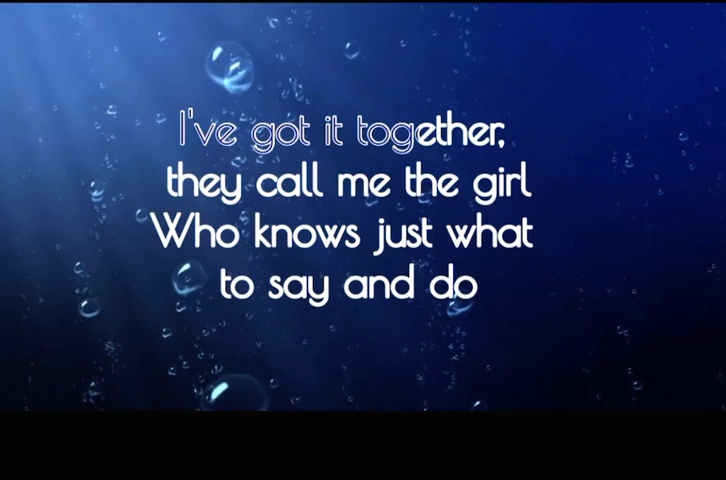 I've got it together,
they call me the girl
Who knows just what
to say and do